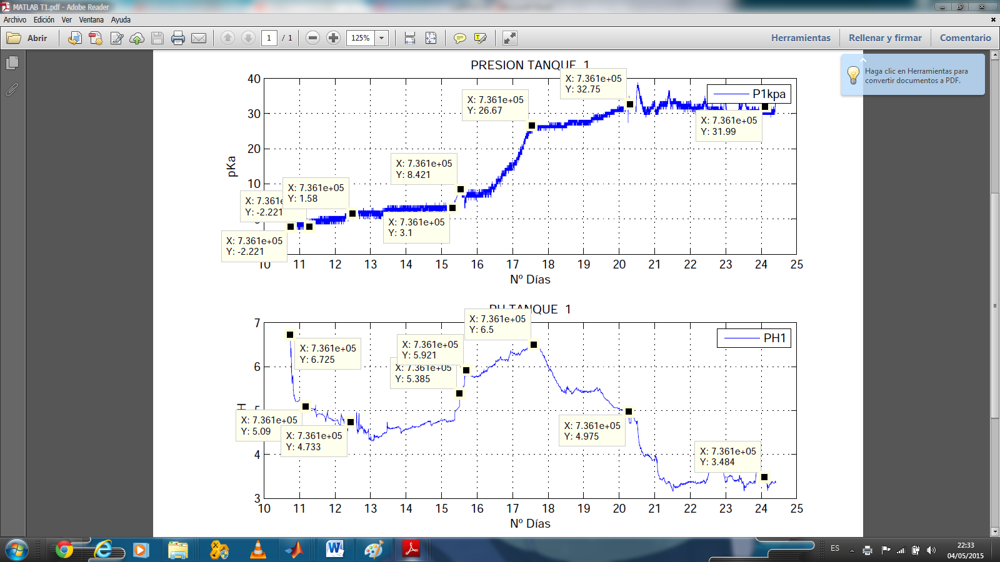 MATLAB T1.pdf - Adobe Reader
Archivo Edición Ver Ventana Ayuda
Abrir
1 / 1
125%
Herramientas
Rellenar y firmar
Comentario
Haga clic en Herramientas para
convertir documentos a PDF.
PRESION TANQUE 1
P1kpa
pKa
40
30
20
10
X: 7.361e+05
Y: -2.221
X: 7.361e
Y: -2.221
X: 7.361e+05
Y: 1.58
X: 7.361e+05
Y: 3.1
X: 7.361e+05
Y: 8.421
X: 7.361e+05
Y: 26.67
X: 7.361e+05
Y: 32.75
X: 7.361e+05
Y: 31.99
10 11 12 13 14 15 16 17 18 19 20 21 22 23 24 25
Nº Días
TANQUE 1
PH1
H
7
6
5
4
3
X: 7.361e+05
Y: 6.725
X: 7.361e+05
Y: 5.09
X: 7.361e+05
Y: 4.733
X: 7.361e+05
Y: 5.385
X: 7.361e+05
Y: 5.921
X: 7.361e+05
Y: 6.5
X: 7.361e+05
Y: 4.975
X: 7.361e+05
Y: 3.484
10 11 12 13 14 15 16 17 18 19 20 21 22 23 24 25
Nº Días
ES
22:33
04/05/2015